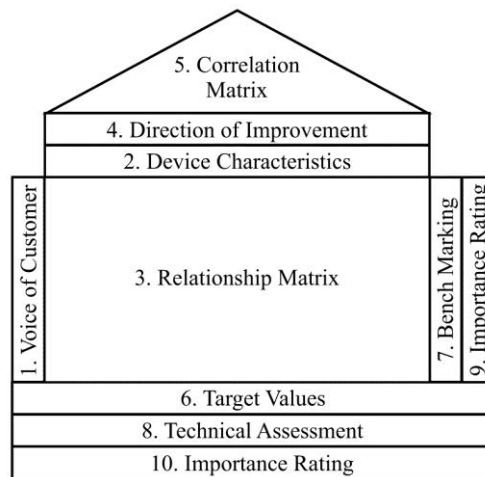 5. Correlation
Matrix
4. Direction of Improvement
2. Device Characteristics
1. Voice of Customer
3. Relationship Matrix
7. Bench Marking
9. Importance Rating
6. Target Values
8. Technical Assessment
10. Importance Rating